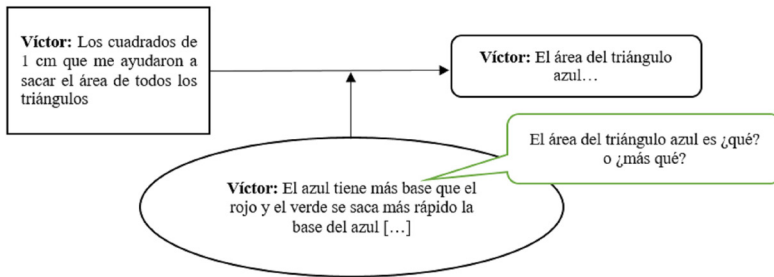 Víctor: Los cuadrados de
1 cm que me ayudaron a
sacar el área de todos los
triángulos
Víctor: El área del triángulo
azul…
El área del triángulo azul es ¿qué?
o ¿más qué?
Víctor: El azul tiene más base que el
rojo y el verde se saca más rápido la
base del azul […]